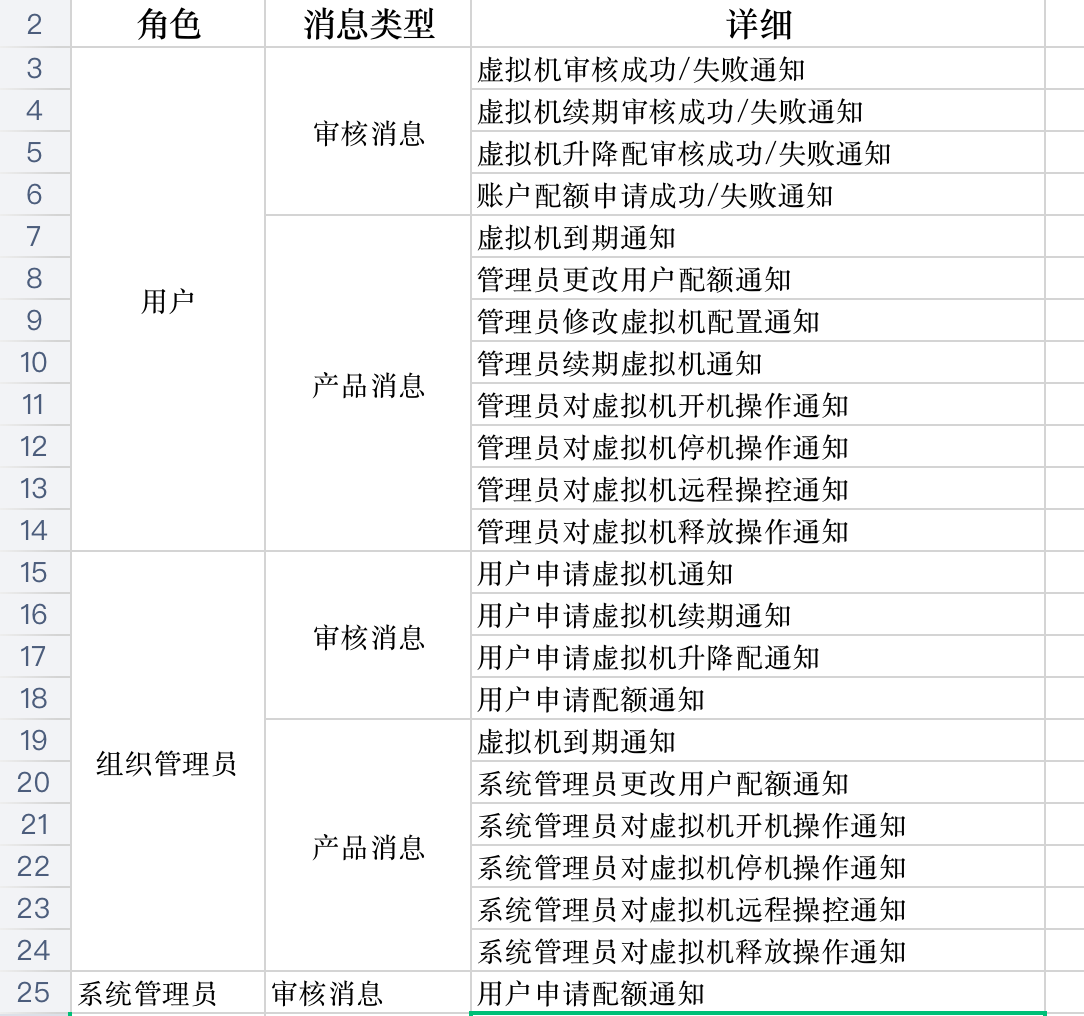 2 角色 消息类型 详细
3 虚拟机审核成功/失败通知
4 虚拟机续期审核成功/失败通知
审核消息
5 虚拟机升降配审核成功/失败通知
6 账户配额申请成功/失败通知
7 虚拟机到期通知
8 管理员更改用户配额通知
用户
9 管理员修改虚拟机配置通知
10 管理员续期虚拟机通知
产品消息
11 管理员对虚拟机开机操作通知
12 管理员对虚拟机停机操作通知
13 管理员对虚拟机远程操控通知
14 管理员对虚拟机释放操作通知
15 用户申请虚拟机通知
16 用户申请虚拟机续期通知
审核消息
17 用户申请虚拟机升降配通知
18 用户申请配额通知
19 虚拟机到期通知
组织管理员
20 系统管理员更改用户配额通知
21 系统管理员对虚拟机开机操作通知
产品消息
22 系统管理员对虚拟机停机操作通知
23 系统管理员对虚拟机远程操控通知
24 系统管理员对虚拟机释放操作通知
25 系统管理员 审核消息 用户申请配额通知